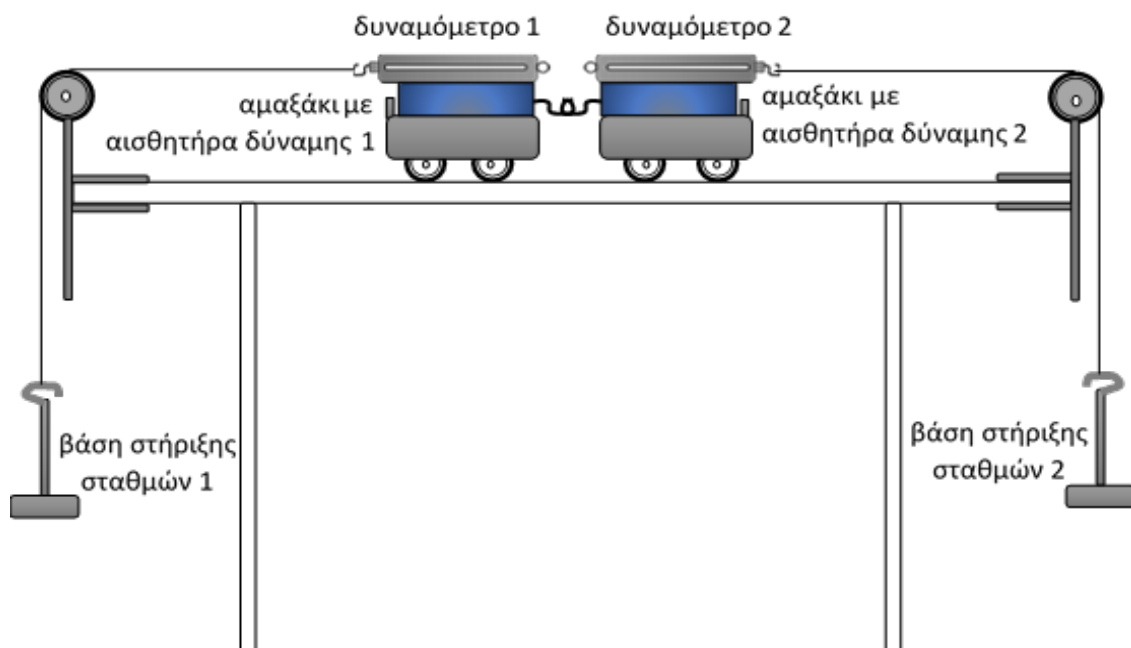 δυναμόμετρο 1
δυναμόμετρο 2
αμαξάκι με
αισθητήρα δύναμης 1
αμαξάκι με
αισθητήρα δύναμης 2
βάση στήριξης
σταθμών 1
βάση στήριξης
σταθμών 2